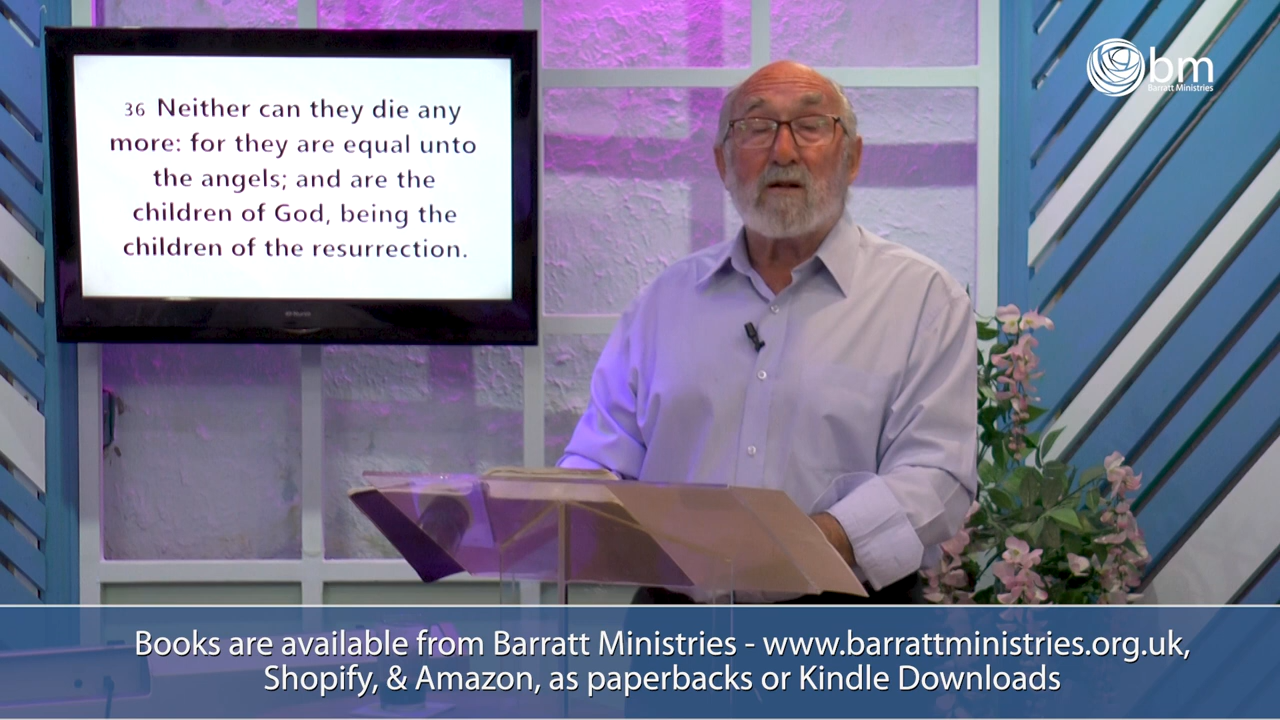 36 Neither can they die any
more: for they are equal unto
the angels; and are the
children of God, being the
children of the resurrection.
bm
Barratt Ministries
Books are available from Barratt Ministries - www.barrattministries.org.uk,
Shopify, & Amazon, as paperbacks or Kindle Downloads